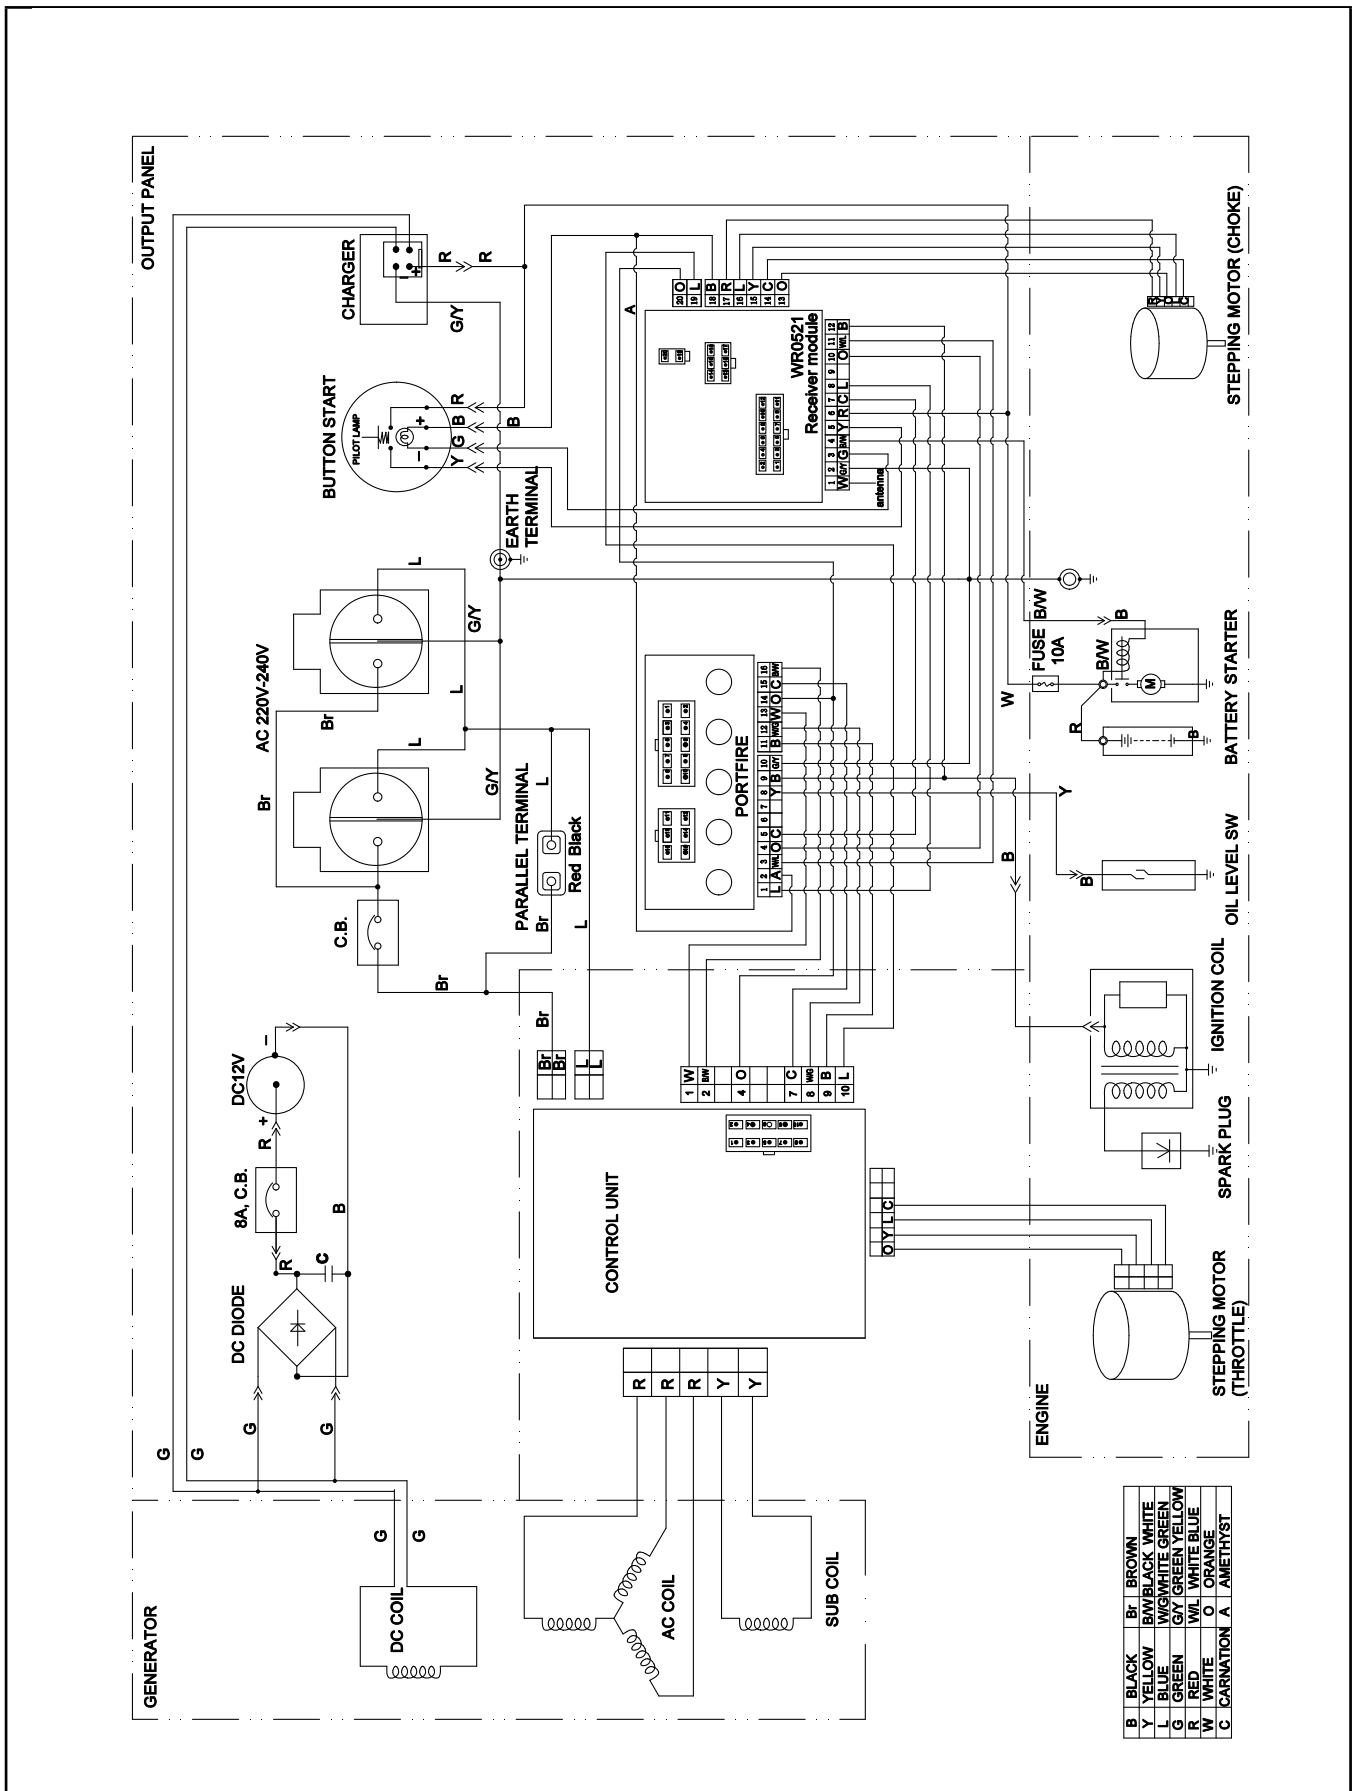 GENERATOR
OUTPUT PANEL
G
G
G
G
G
G
DC COIL
DC DIODE
R
C
B
8A, C.B.
R
+
DC12V
–
C.B.
Br
Br
Br
AC 220V-240V
L
L
L
G/Y
G/Y
BUTTON START
PILOT LAMP
–
+
Y
G
B
R
B
CHARGER
–
+
R
R
G/Y
EARTH
TERMINAL
PARALLEL TERMINAL
Br
L
Red
Black
L
Br
Br
Br
L
L
AC COIL
SUB COIL
R
R
R
Y
Y
CONTROL UNIT
1 W
2 B/W
4 O
7 C
8 W/G
9 B
10 L
O Y L C
PORTFIRE
1 2 3 4 5 6 7 8 9 10 11 12 13 14 15 16
L A W/L O C Y B G/Y B W/G W O C B/W
A
WR0521
Receiver module
1 2 3 4 5 6 7 8 9 10 11 12
W G/Y G B/W Y R C L O W/L B
antenna
20 O
19 L
18 B
17 R
16 L
15 Y
14 C
13 O
ENGINE
STEPPING MOTOR
(THROTTLE)
SPARK PLUG
IGNITION COIL
B
OIL LEVEL SW
B
Y
BATTERY STARTER
W
FUSE
10A
B/W
B/W
B
R
B
M
STEPPING MOTOR (CHOKE)
R Y O L C
B BLACK Br BROWN
Y YELLOW B/W BLACK WHITE
L BLUE W/G WHITE GREEN
G GREEN G/Y GREEN YELLOW
R RED W/L WHITE BLUE
W WHITE O ORANGE
C CARNATION A AMETHYST